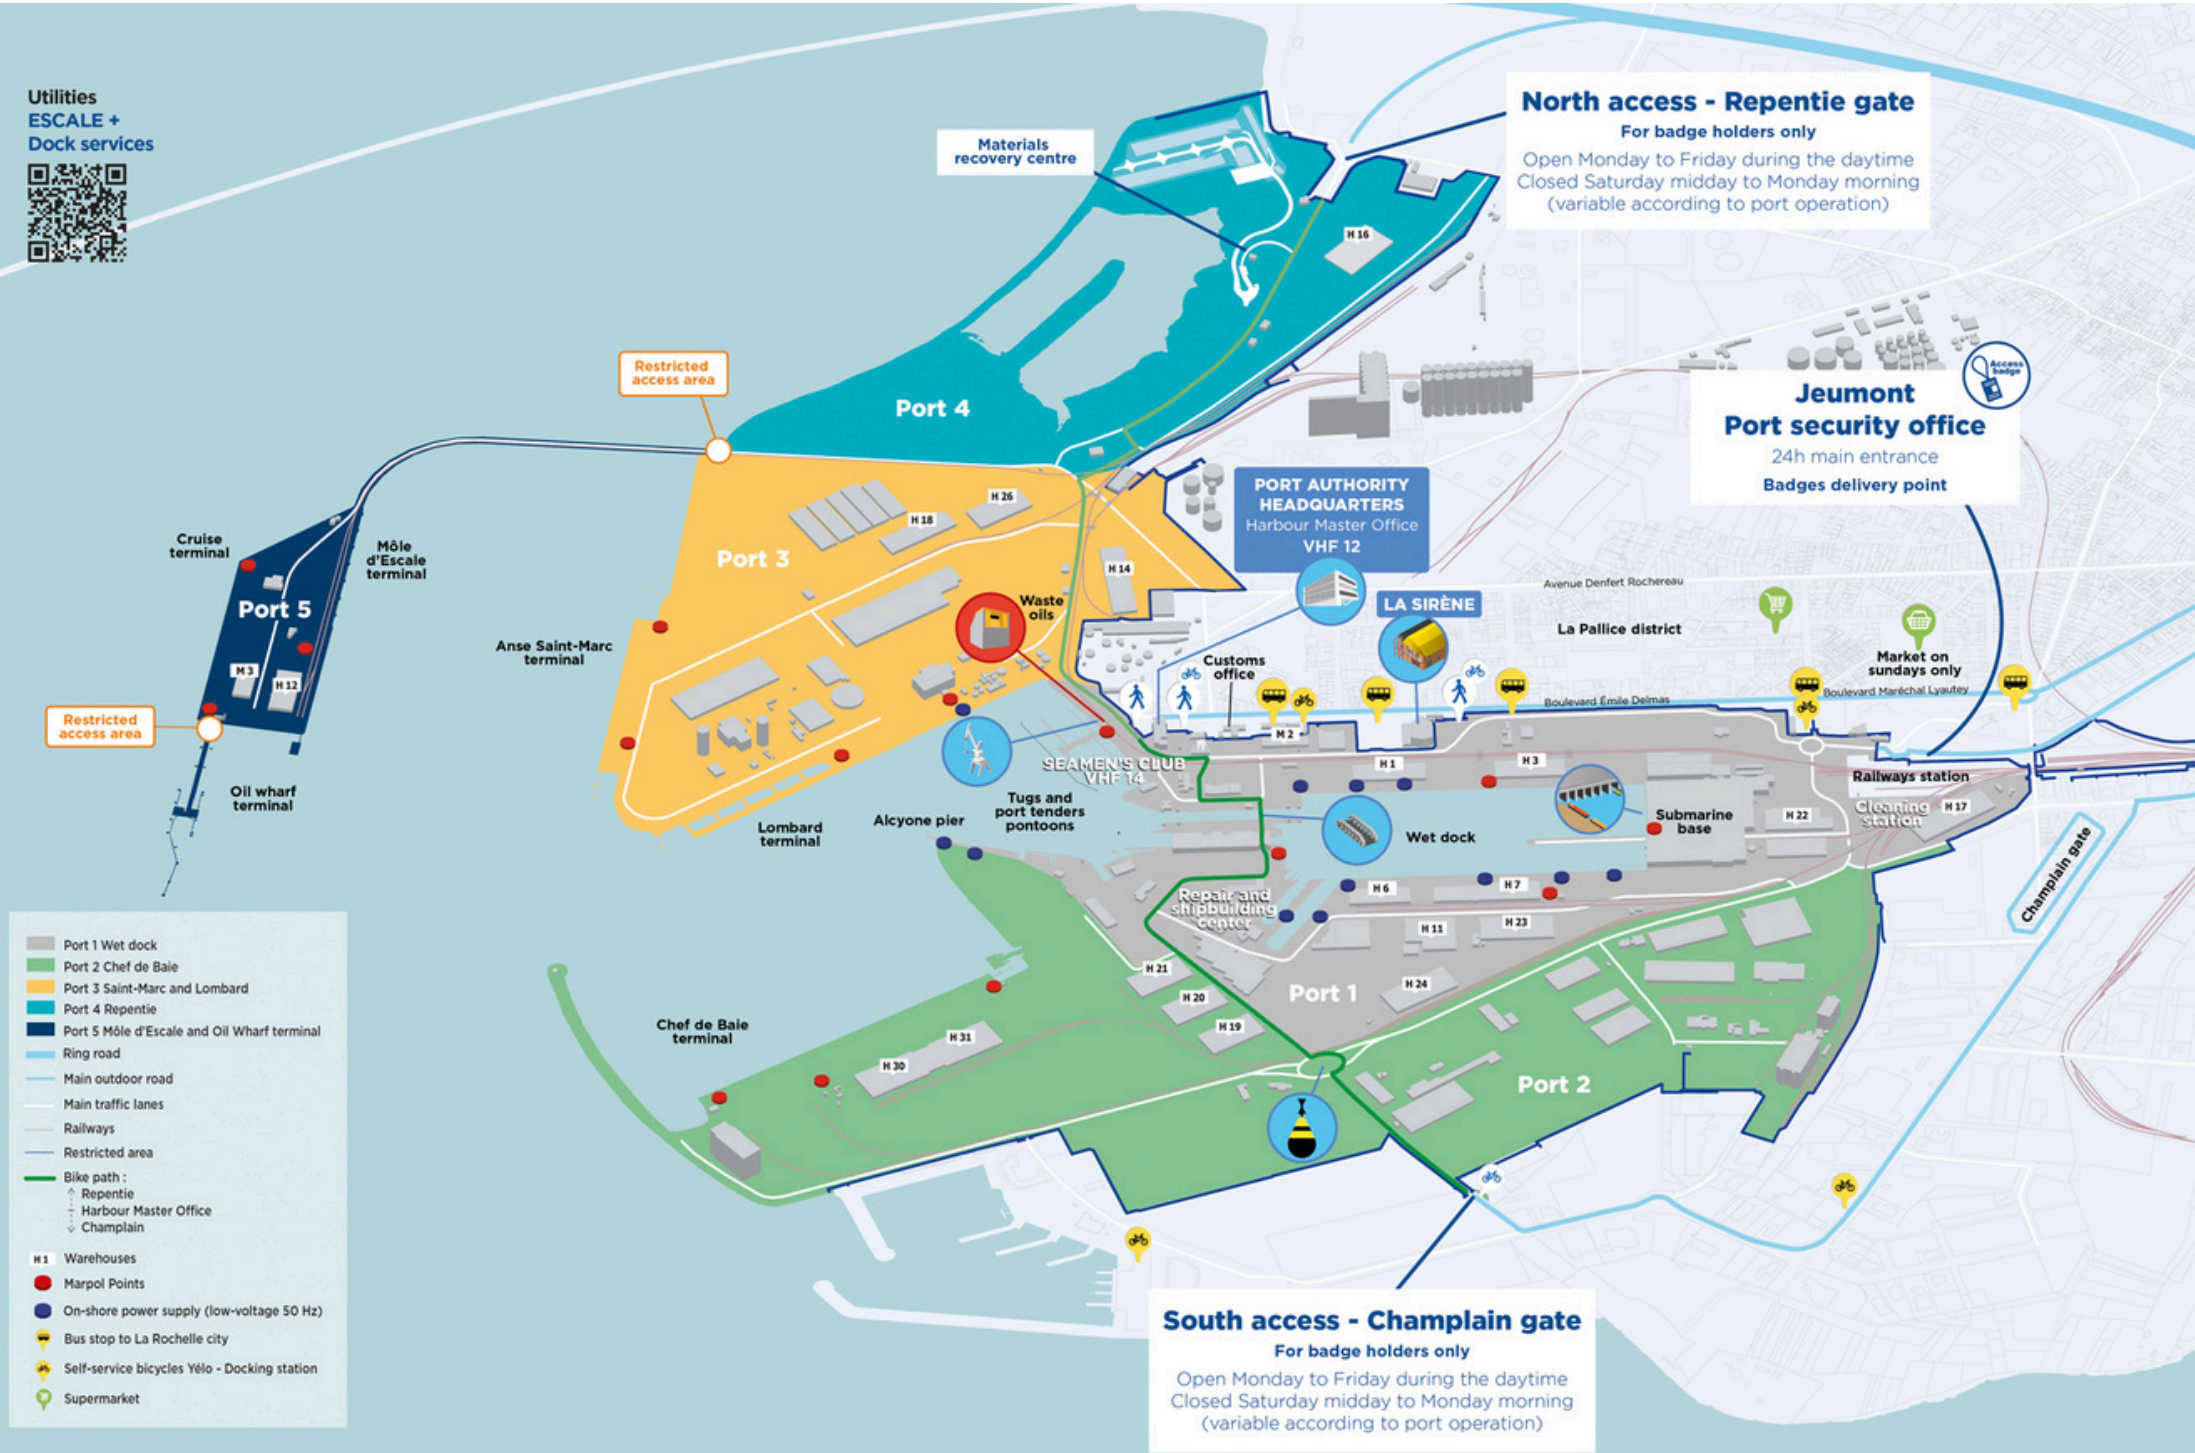 Utilities
ESCALE +
Dock services
Materials
recovery centre
North access - Repentie gate
For badge holders only
Open Monday to Friday during the daytime
Closed Saturday midday to Monday morning
(variable according to port operation)
H 16
Restricted
access area
Port 4
Access
badge
Jeumont
Port security office
24h main entrance
Badges delivery point
PORT AUTHORITY
HEADQUARTERS
Harbour Master Office
VHF 12
H 26
H 18
Port 3
H 14
Cruise
terminal
Môle
d'Escale
terminal
Port 5
M 3
H 12
Restricted
access area
Oil wharf
terminal
Anse Saint-Marc
terminal
Waste
oils
LA SIRÈNE
Avenue Denfert Rochereau
La Pallice district
Market on
sundays only
Customs
office
Boulevard Émile Delmas
Boulevard Maréchal Lyautey
M 2
SEAMEN'S CLUB
VHF 14
H 1
H 3
Railways station
Tugs and
port tenders
pontoons
Alcyone pier
Lombard
terminal
Wet dock
Submarine
base
H 22
Cleaning
station
H 17
Champlain gate
Repair and
shipbuilding
center
H 6
H 7
H 11
H 23
H 21
H 20
H 19
Port 1
H 24
Chef de Baie
terminal
H 31
H 30
Port 2
Port 1 Wet dock
Port 2 Chef de Baie
Port 3 Saint-Marc and Lombard
Port 4 Repentie
Port 5 Môle d'Escale and Oil Wharf terminal
Ring road
Main outdoor road
Main traffic lanes
Railways
Restricted area
Bike path :
Repentie
Harbour Master Office
Champlain
H 1 Warehouses
Marpol Points
On-shore power supply (low-voltage 50 Hz)
Bus stop to La Rochelle city
Self-service bicycles Yélo - Docking station
Supermarket
South access - Champlain gate
For badge holders only
Open Monday to Friday during the daytime
Closed Saturday midday to Monday morning
(variable according to port operation)